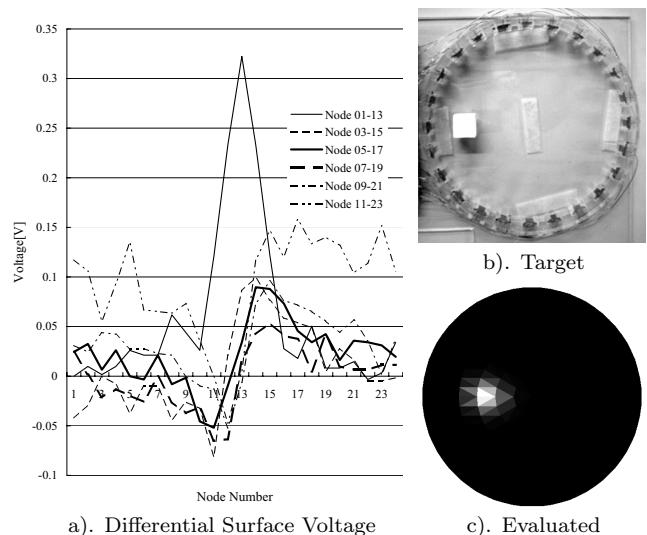 0.35
0.3
0.25
0.2
0.15
0.1
0.05
0
-0.05
-0.1
Voltage[V]
1 3 5 7 9 11 13 15 17 19 21 23
Node Number
Node 01-13
Node 03-15
Node 05-17
Node 07-19
Node 09-21
Node 11-23
a). Differential Surface Voltage
b). Target
c). Evaluated